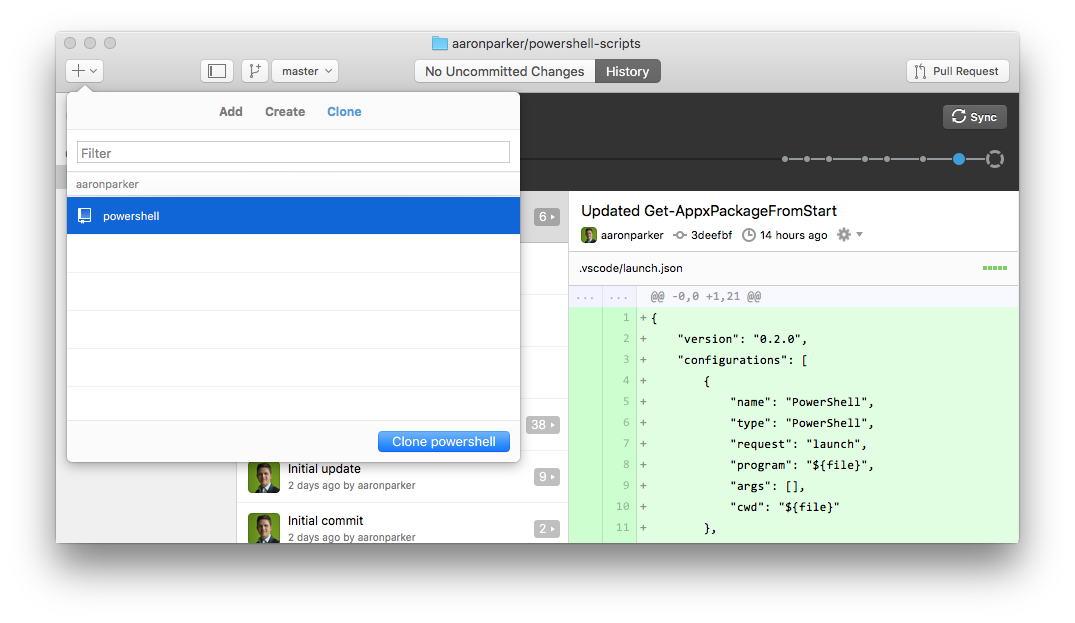 aaronparker/powershell-scripts
master
No Uncommitted Changes
History
Pull Request
Add Create Clone
Sync
Filter
aaronparker
powershell
Clone powershell
6
38
Initial update
2 days ago by aaronparker
9
Initial commit
2 days ago by aaronparker
2
Updated Get-AppxPackageFromStart
aaronparker 3deefbf 14 hours ago
.vscode/launch.json
... ... @@ -0,0 +1,21 @@
1 + {
2 + "version": "0.2.0",
3 + "configurations": [
4 + {
5 + "name": "PowerShell",
6 + "type": "PowerShell",
7 + "request": "launch",
8 + "program": "${file}",
9 + "args": [],
10 + "cwd": "${file}"
11 + },